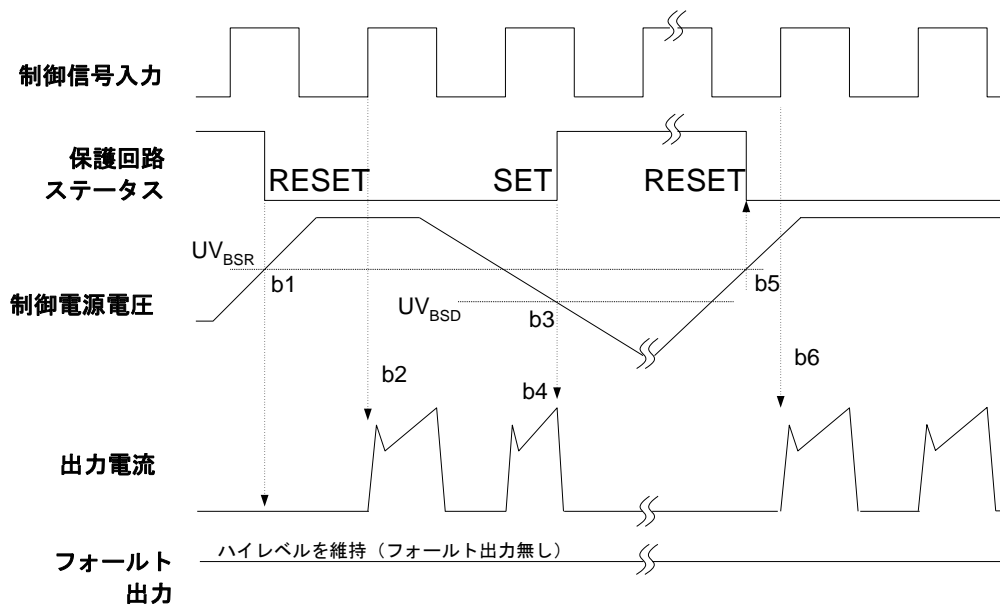 制御信号入力
保護回路
ステータス
RESET
SET
RESET
UVBSR
b1
b5
制御電源電圧
UVBSD
b3
b6
b2
b4
出力電流
ハイレベルを維持（フォールト出力無し）
フォールト
出力